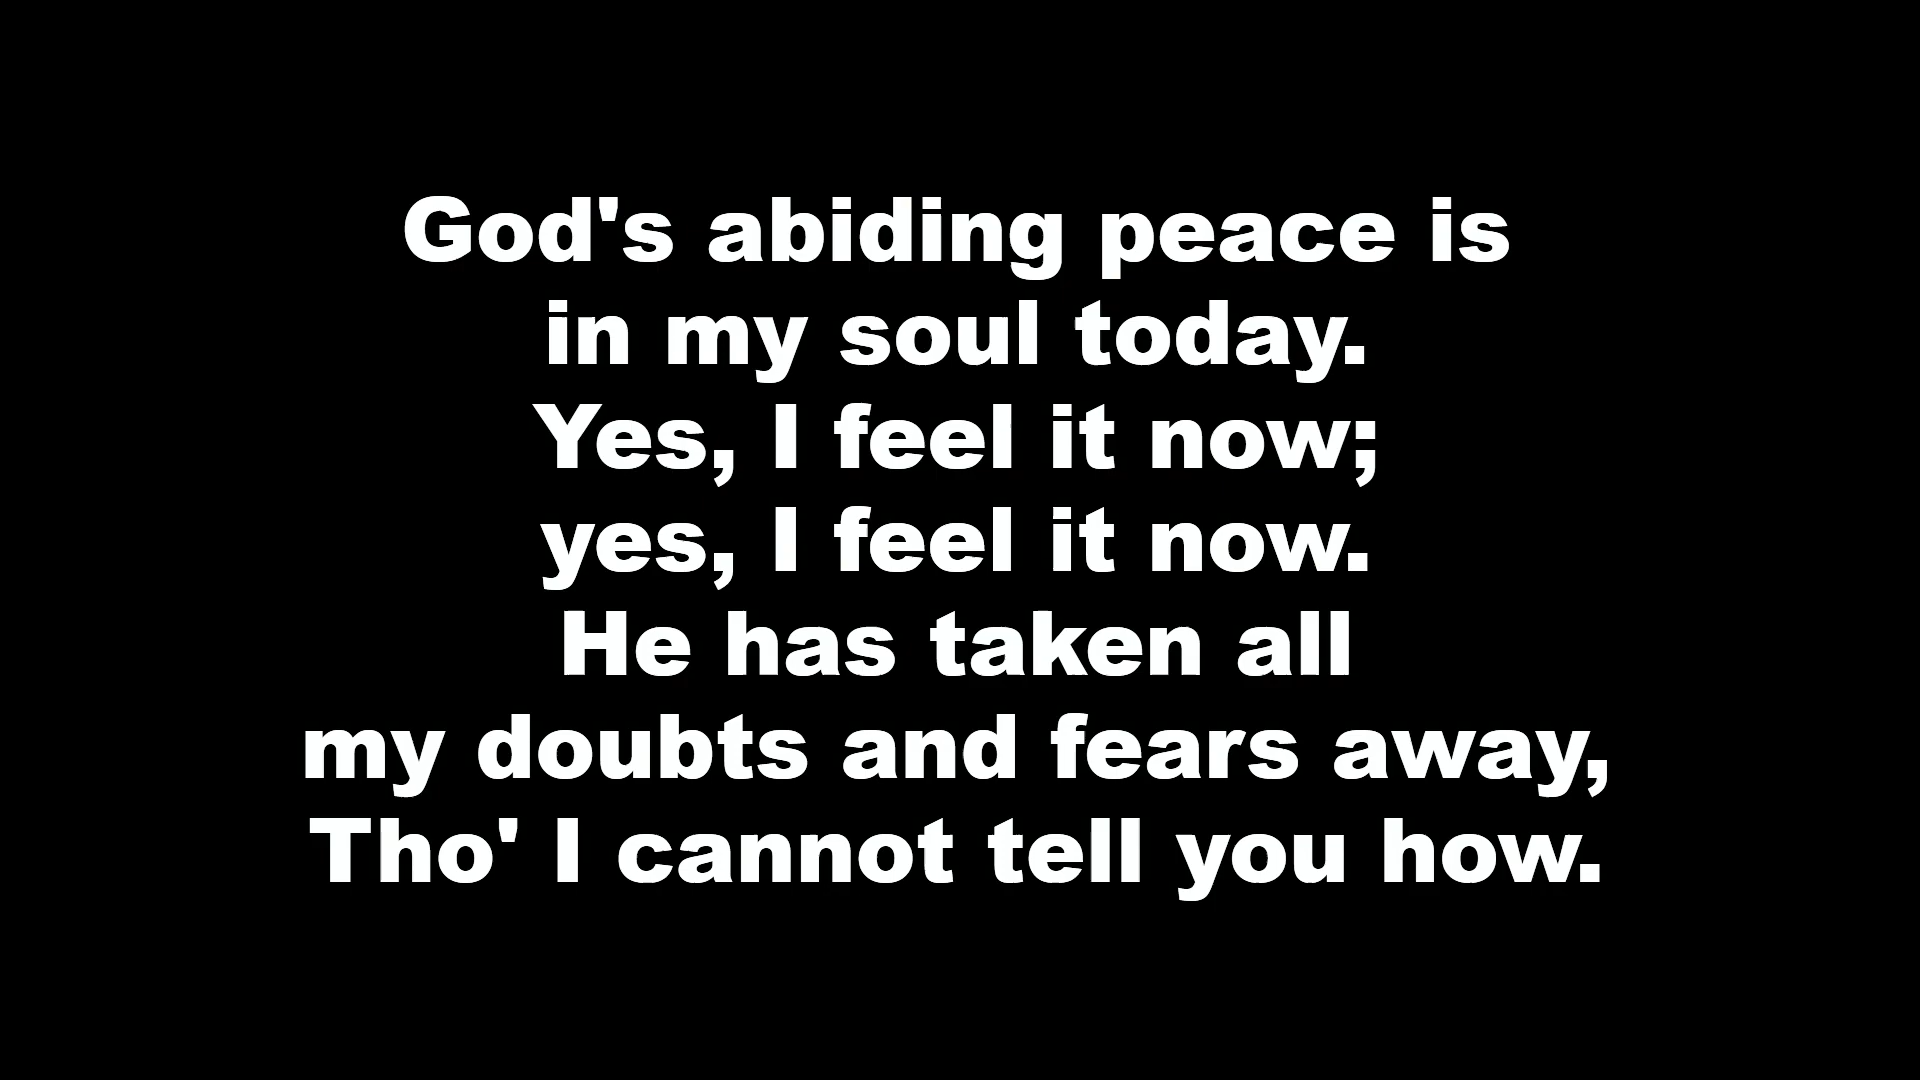 God's abiding peace is
in my soul today.
Yes, I feel it now;
yes, I feel it now.
He has taken all
my doubts and fears away,
Tho' I cannot tell you how.